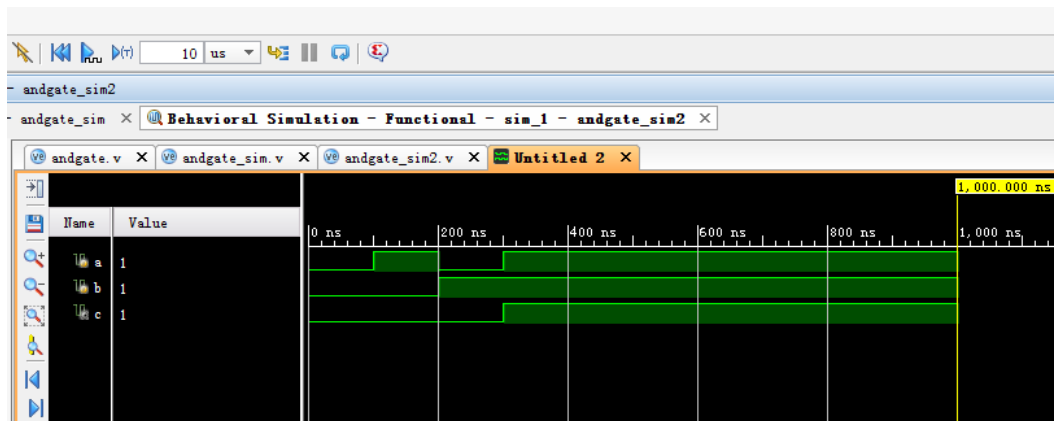 (T) 10 us
- andgate_sim2
- andgate_sim × Behavioral Simulation - Functional - sim_1 - andgate_sim2 ×
andgate.v × andgate_sim.v × andgate_sim2.v × Untitled 2 ×
1,000.000 ns
Name Value
0 ns 200 ns 400 ns 600 ns 800 ns 1,000 ns
a 1
b 1
c 1